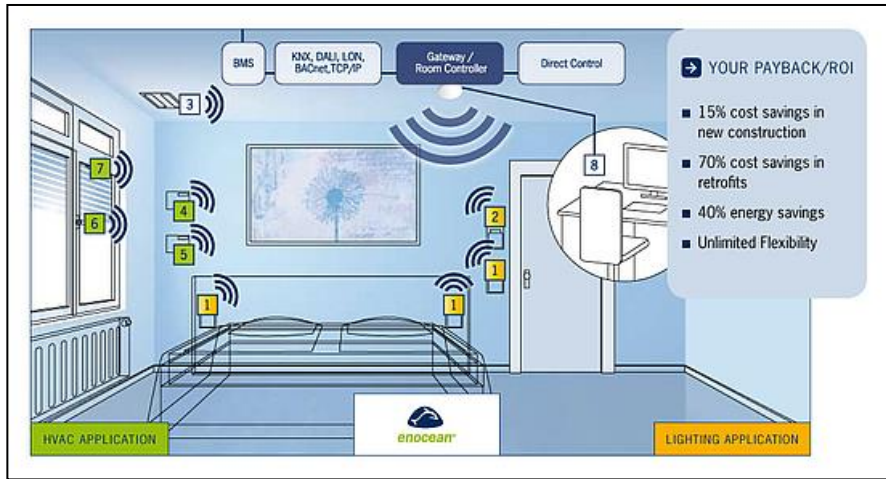 BMS
KNX, DALI, LON,
BACnet,TCP/IP
Gateway /
Room Controller
Direct Control
YOUR PAYBACK/ROI
15% cost savings in
new construction
70% cost savings in
retrofits
40% energy savings
Unlimited Flexibility
3
8
7
4
2
6
5
1
1
1
HVAC APPLICATION
enocean
LIGHTING APPLICATION